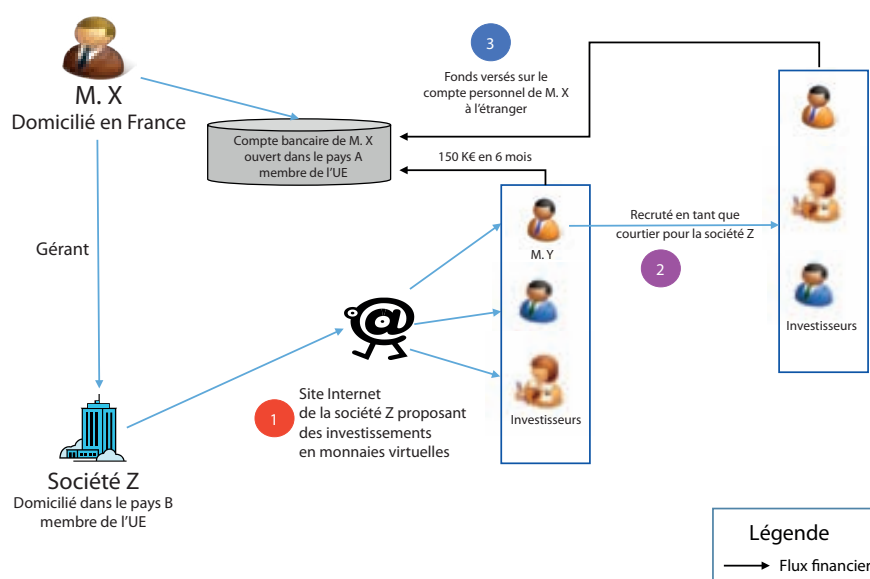 M. X
Domicilié en France
3
Fonds versés sur le
compte personnel de M. X
à l'étranger
Compte bancaire de M. X
ouvert dans le pays A
membre de l'UE
150 K€ en 6 mois
Gérant
M. Y
Recruté en tant que
courtier pour la société Z
2
Investisseurs
@
1
Site Internet
de la société Z proposant
des investissements
en monnaies virtuelles
Investisseurs
Société Z
Domicilié dans le pays B
membre de l'UE
Légende
Flux financier